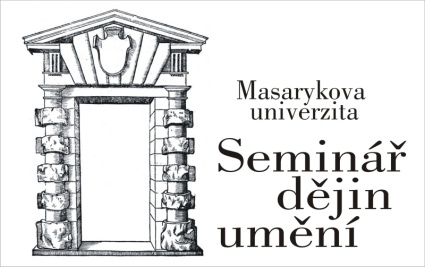 Masarykova
univerzita
Seminář
dějin
umění